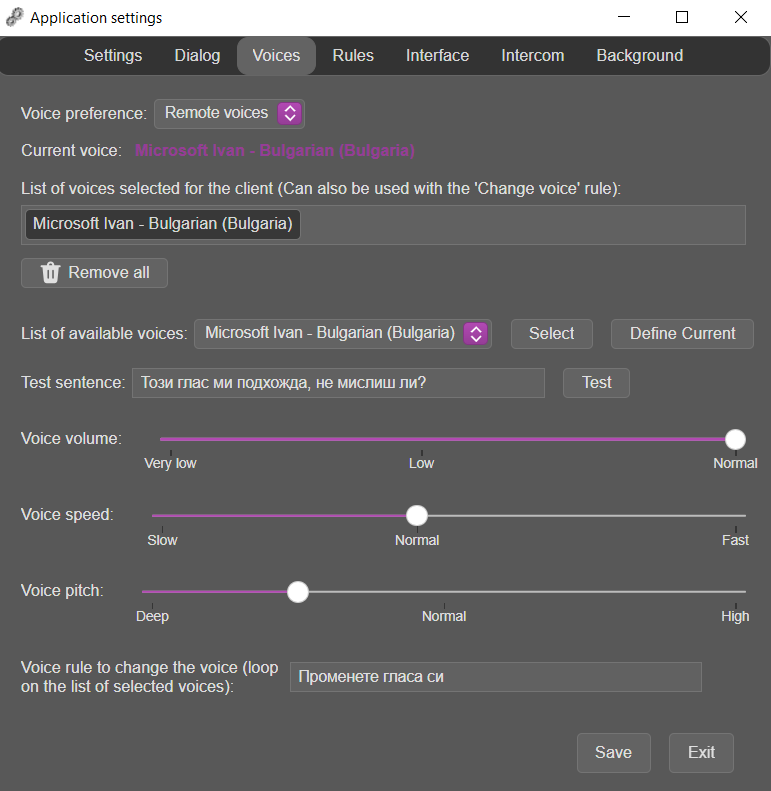 Application settings
Settings Dialog Voices Rules Interface Intercom Background
Voice preference: Remote voices
Current voice: Microsoft Ivan - Bulgarian (Bulgaria)
List of voices selected for the client (Can also be used with the 'Change voice' rule):
Microsoft Ivan - Bulgarian (Bulgaria)
Remove all
List of available voices: Microsoft Ivan - Bulgarian (Bulgaria) Select Define Current
Test sentence: Този глас ми подхожда, не мислиш ли? Test
Voice volume:
Very low Low Normal
Voice speed:
Slow Normal Fast
Voice pitch:
Deep Normal High
Voice rule to change the voice (loop
on the list of selected voices): Променете гласа си
Save Exit